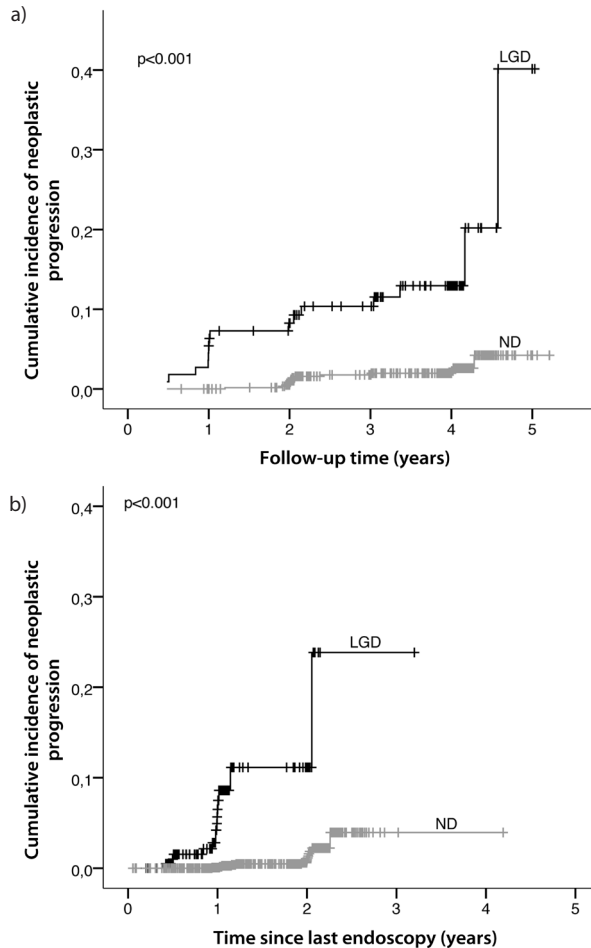 a)
p<0.001
LGD
0,4
0,3
0,2
0,1
0,0
ND
Cumulative incidence of neoplastic
progression
0 1 2 3 4 5
Follow-up time (years)
b)
p<0.001
0,4
0,3
0,2
0,1
0,0
LGD
ND
Cumulative incidence of neoplastic
progression
0 1 2 3 4 5
Time since last endoscopy (years)